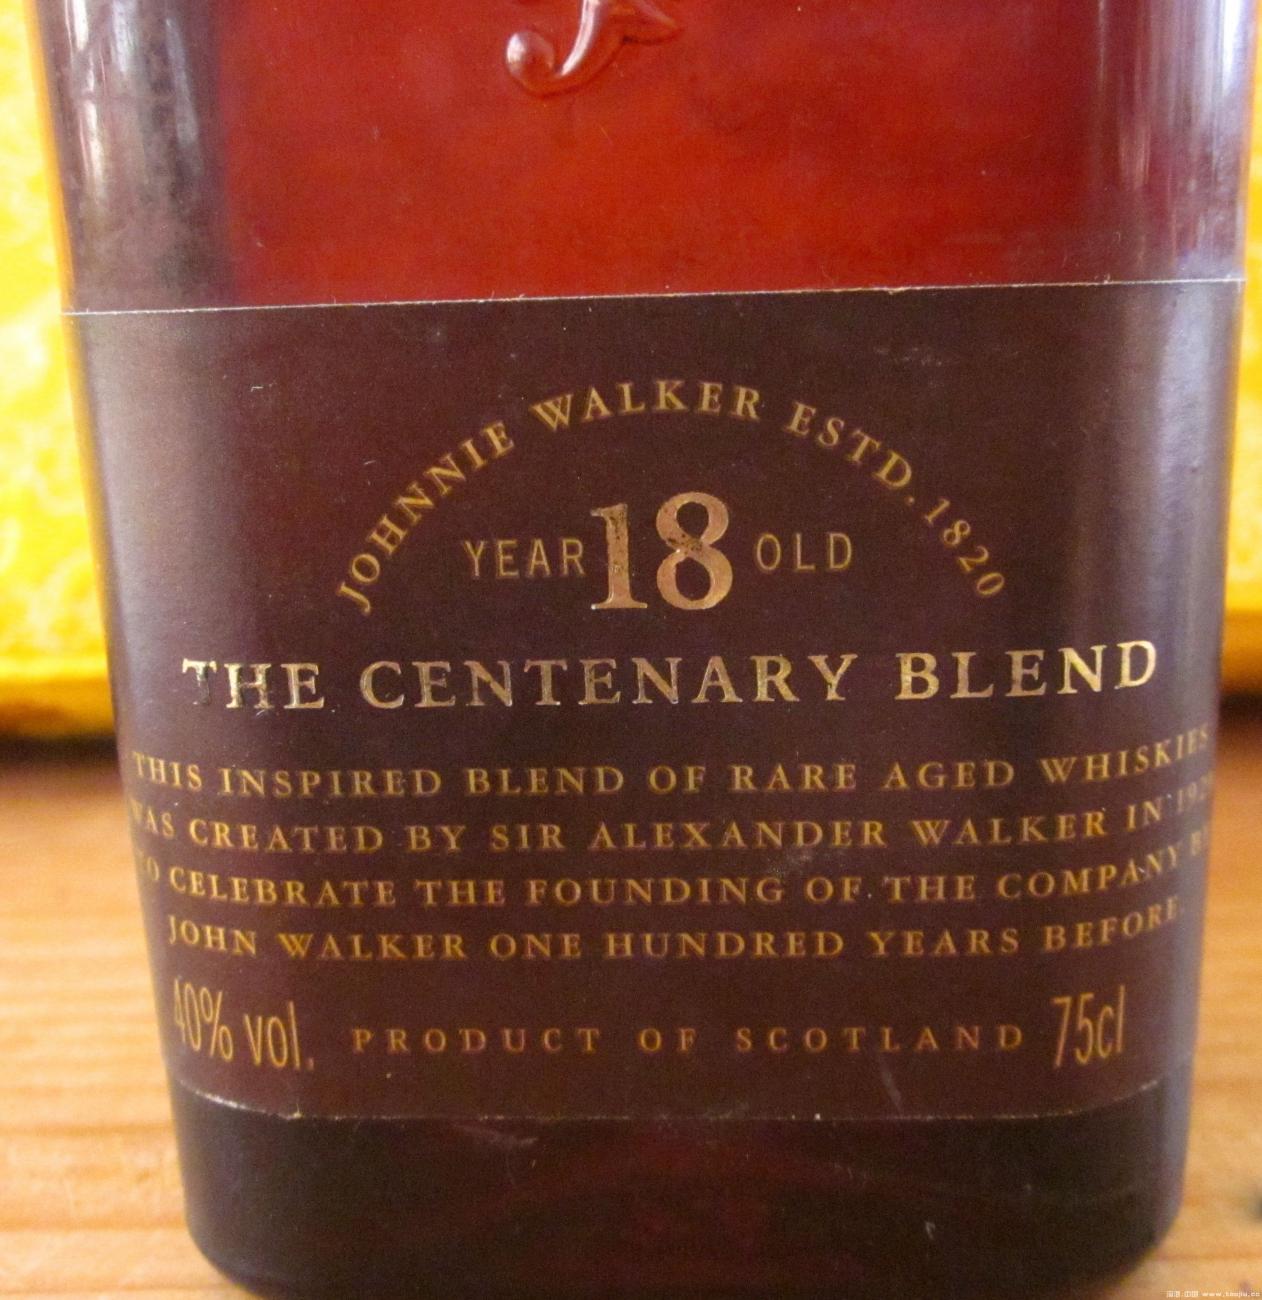 JOHNNIE WALKER ESTD. 1820
YEAR 18 OLD
THE CENTENARY BLEND
THIS INSPIRED BLEND OF RARE AGED WHISKIES
WAS CREATED BY SIR ALEXANDER WALKER IN
TO CELEBRATE THE FOUNDING OF THE COMPANY BY
JOHN WALKER ONE HUNDRED YEARS BEFORE.
40% vol. PRODUCT OF SCOTLAND 75cl